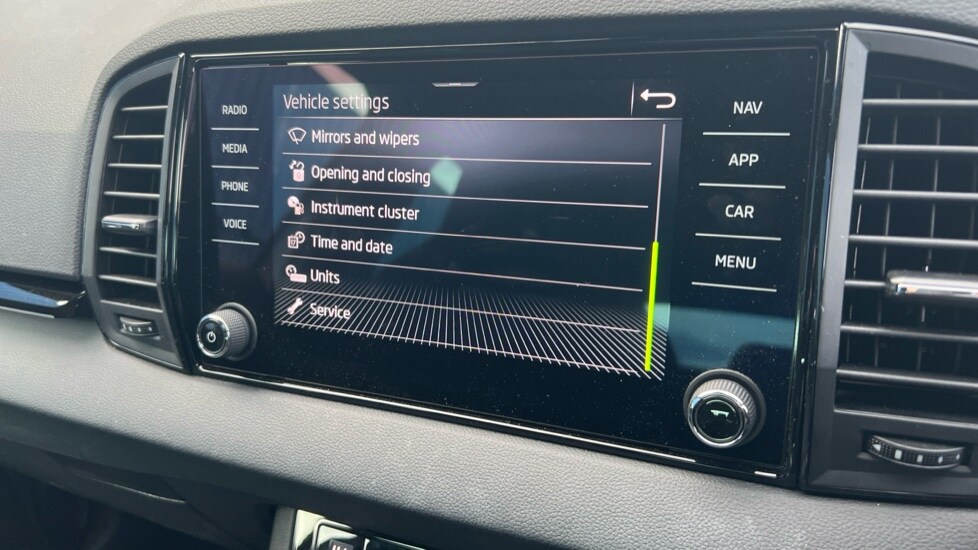 RADIO
MEDIA
PHONE
VOICE
Vehicle settings
Mirrors and wipers
Opening and closing
Instrument cluster
Time and date
Units
Service
NAV
APP
CAR
MENU